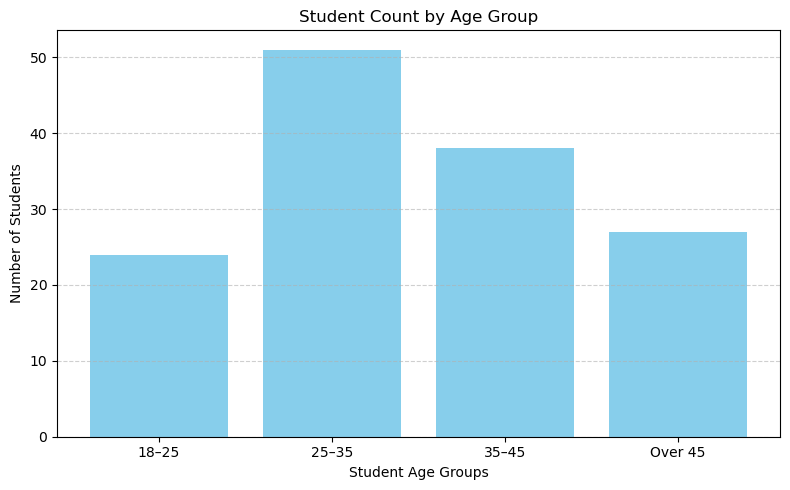 Student Count by Age Group
Number of Students
50
40
30
20
10
0
18–25 25–35 35–45 Over 45
Student Age Groups